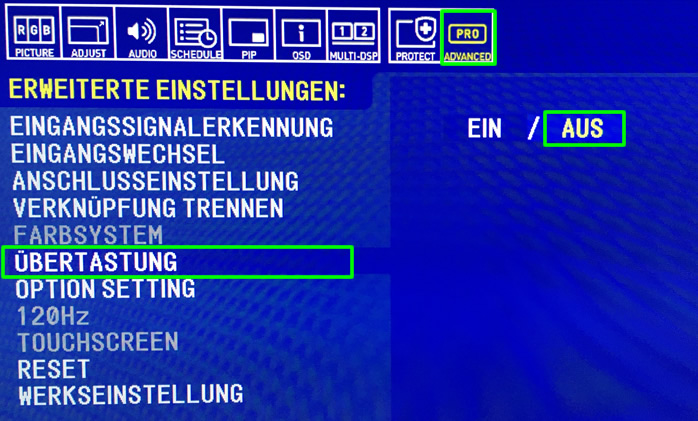 RGB
PICTURE ADJUST AUDIO SCHEDULE PIP OSD MULTI-DSP PROTECT ADVANCED
1 2
PRO
ERWEITERTE EINSTELLUNGEN:
EINGANGSSIGNALERKENNUNG EIN / AUS
EINGANGSWECHSEL
ANSCHLUSSEINSTELLUNG
VERKNÜPFUNG TRENNEN
FARBSYSTEM
ÜBERTASTUNG
OPTION SETTING
120Hz
TOUCHSCREEN
RESET
WERKSEINSTELLUNG